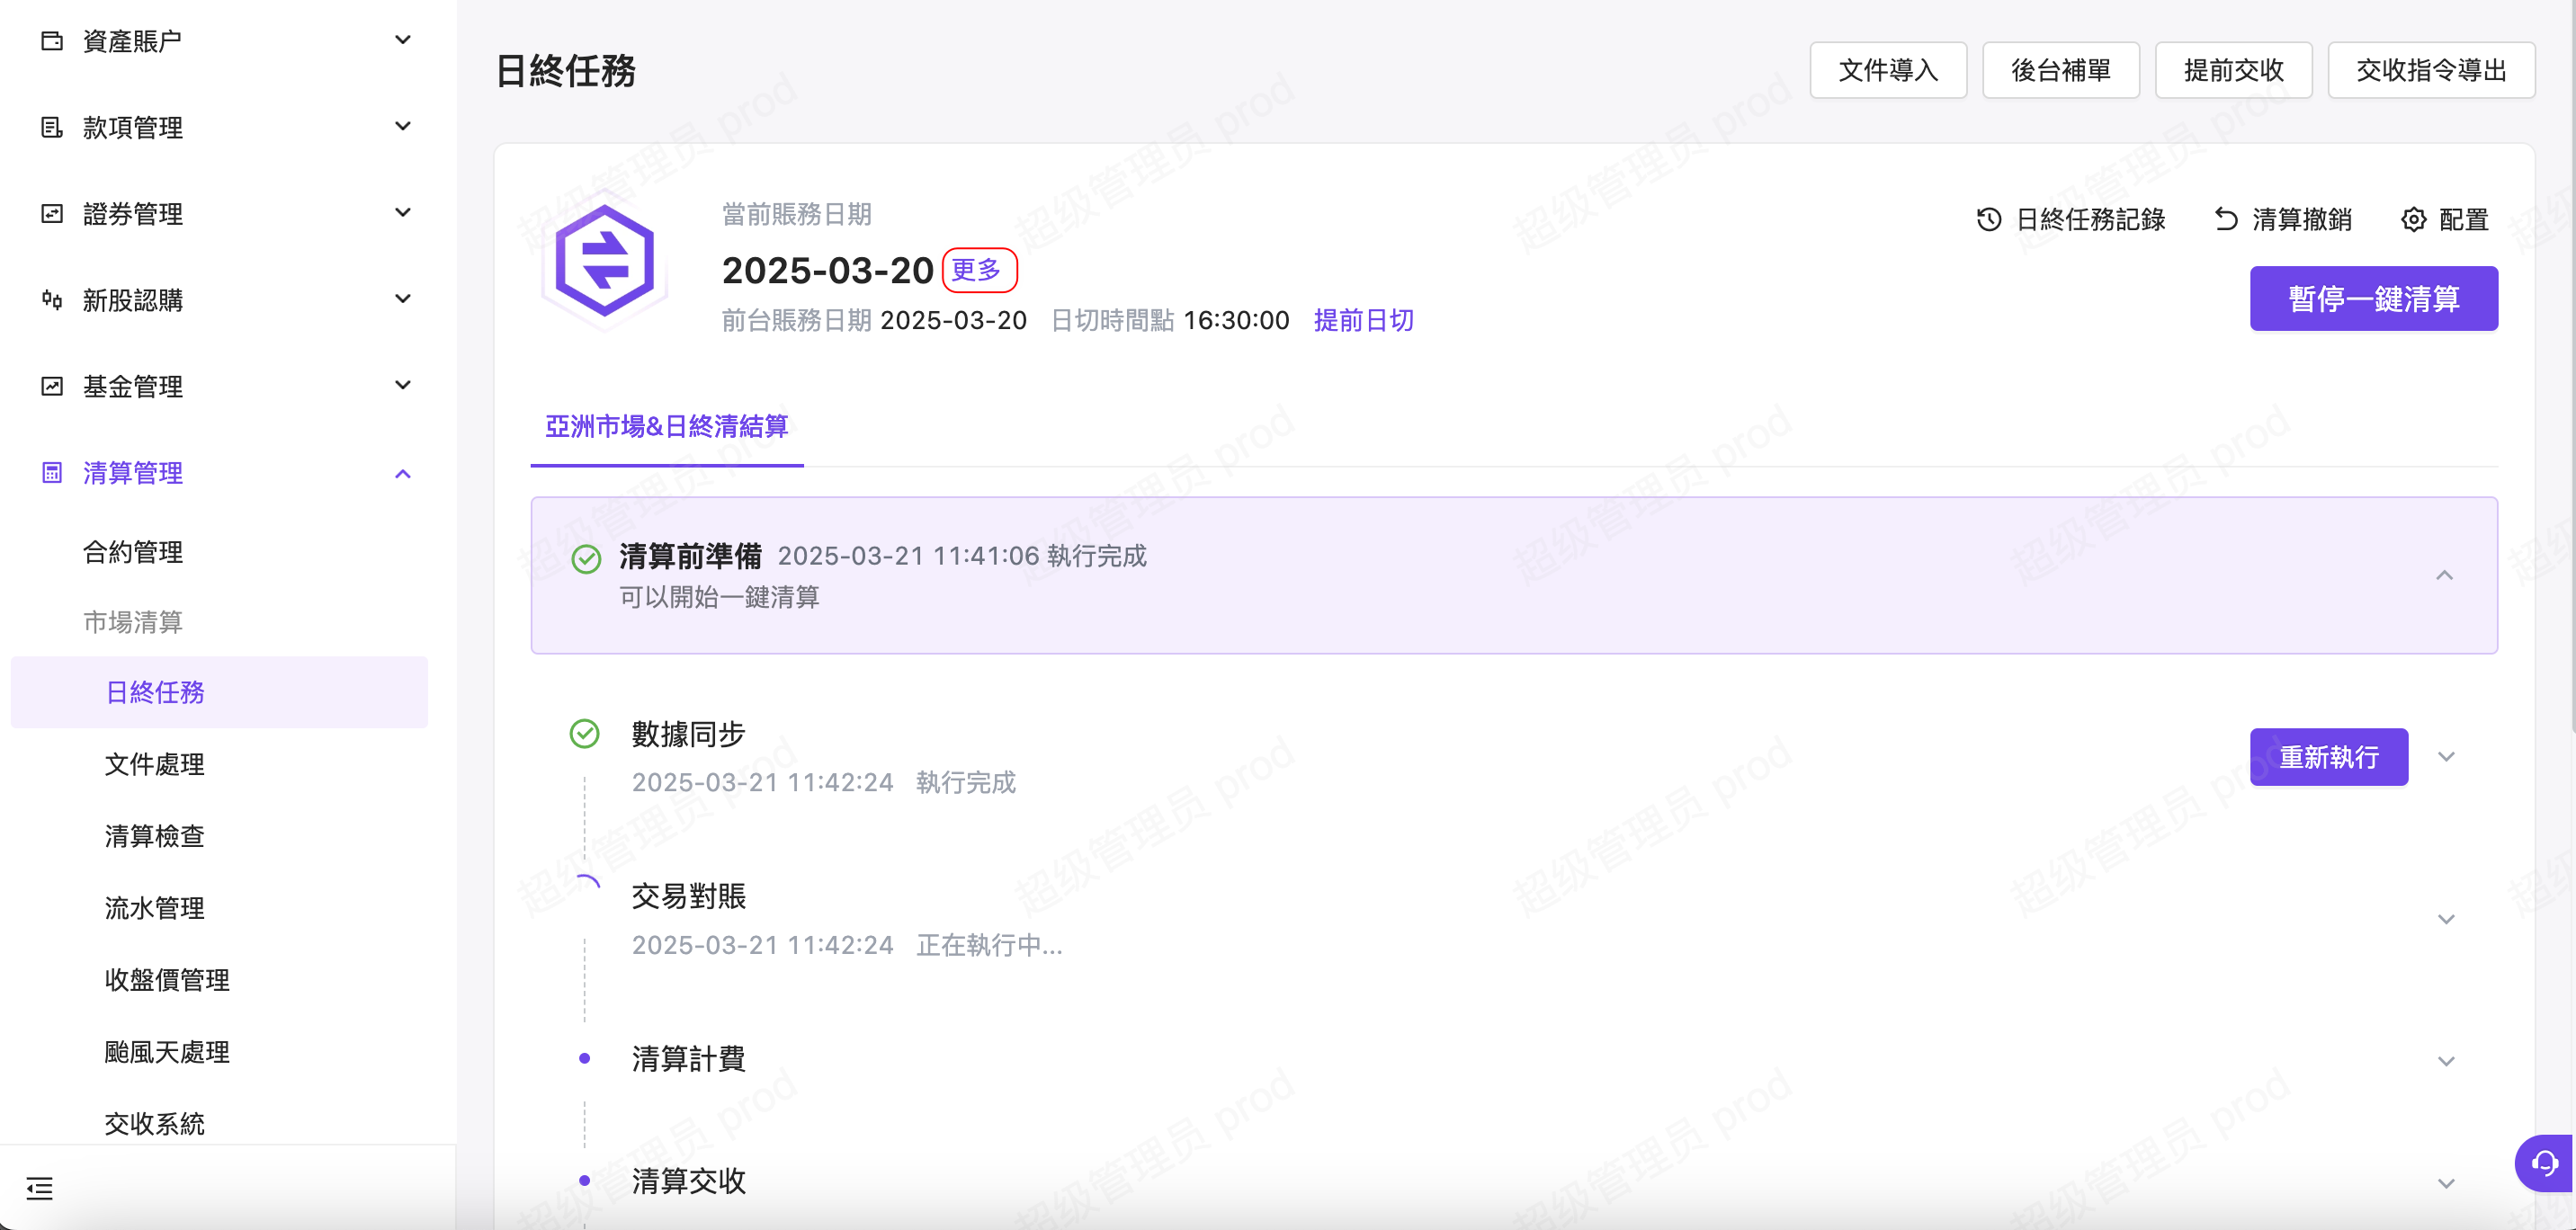 資產賬户
款項管理
證券管理
新股認購
基金管理
清算管理
合約管理
市場清算
日終任務
文件處理
清算檢查
流水管理
收盤價管理
颱風天處理
交收系統
日終任務
文件導入
後台補單
提前交收
交收指令導出
當前賬務日期
2025-03-20 更多
前台賬務日期 2025-03-20 日切時間點 16:30:00 提前日切
日終任務記錄
清算撤銷
配置
暫停一鍵清算
亞洲市場&日終清結算
清算前準備 2025-03-21 11:41:06 執行完成
可以開始一鍵清算
數據同步
2025-03-21 11:42:24 執行完成
重新執行
交易對賬
2025-03-21 11:42:24 正在執行中...
清算計費
清算交收
超级管理员 prod